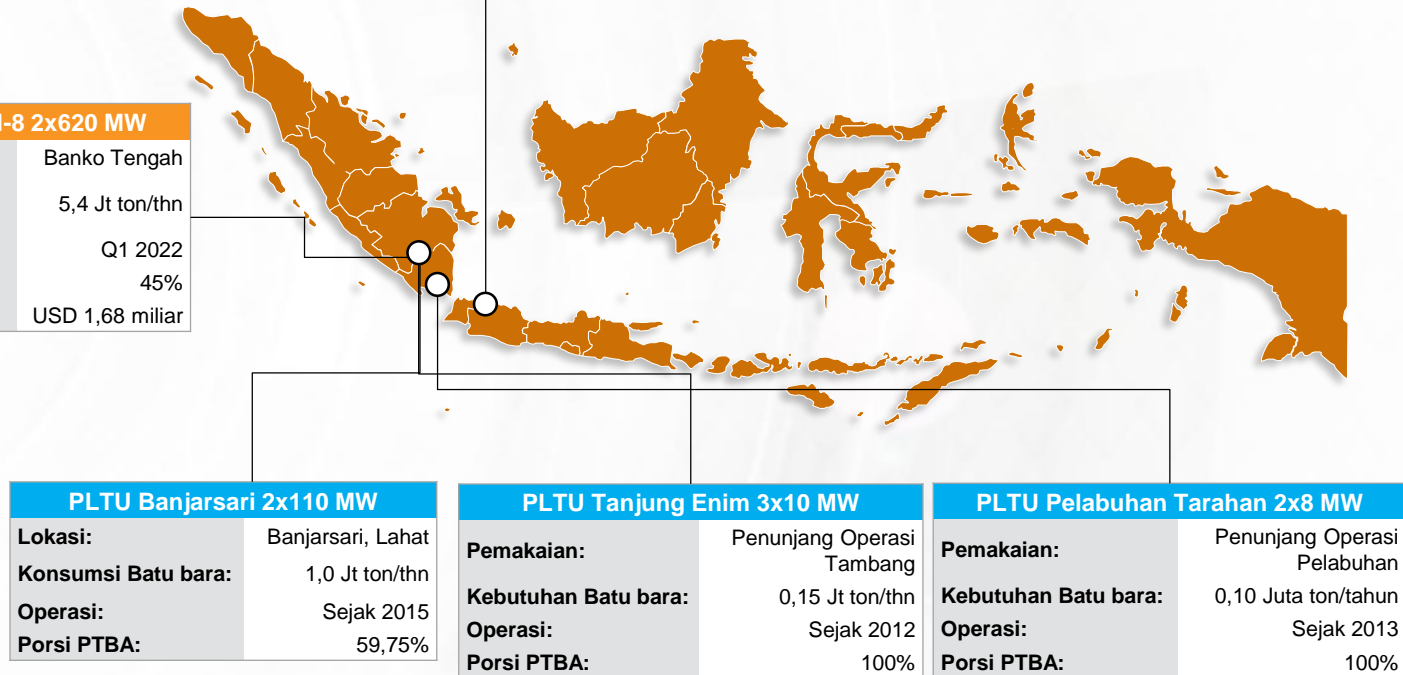 -8 2x620 MW
Banko Tengah
5,4 Jt ton/thn
Q1 2022
45%
USD 1,68 miliar
PLTU Banjarsari 2x110 MW
Lokasi: Banjarsari, Lahat
Konsumsi Batu bara: 1,0 Jt ton/thn
Operasi: Sejak 2015
Porsi PTBA: 59,75%
PLTU Tanjung Enim 3x10 MW
Pemakaian: Penunjang Operasi
Tambang
Kebutuhan Batu bara: 0,15 Jt ton/thn
Operasi: Sejak 2012
Porsi PTBA: 100%
PLTU Pelabuhan Tarahan 2x8 MW
Pemakaian: Penunjang Operasi
Pelabuhan
Kebutuhan Batu bara: 0,10 Juta ton/tahun
Operasi: Sejak 2013
Porsi PTBA: 100%